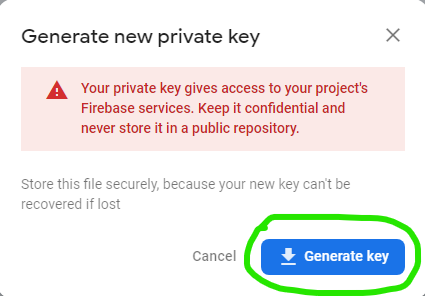 Generate new private key
Your private key gives access to your project's
Firebase services. Keep it confidential and
never store it in a public repository.
Store this file securely, because your new key can't be
recovered if lost
Cancel
Generate key